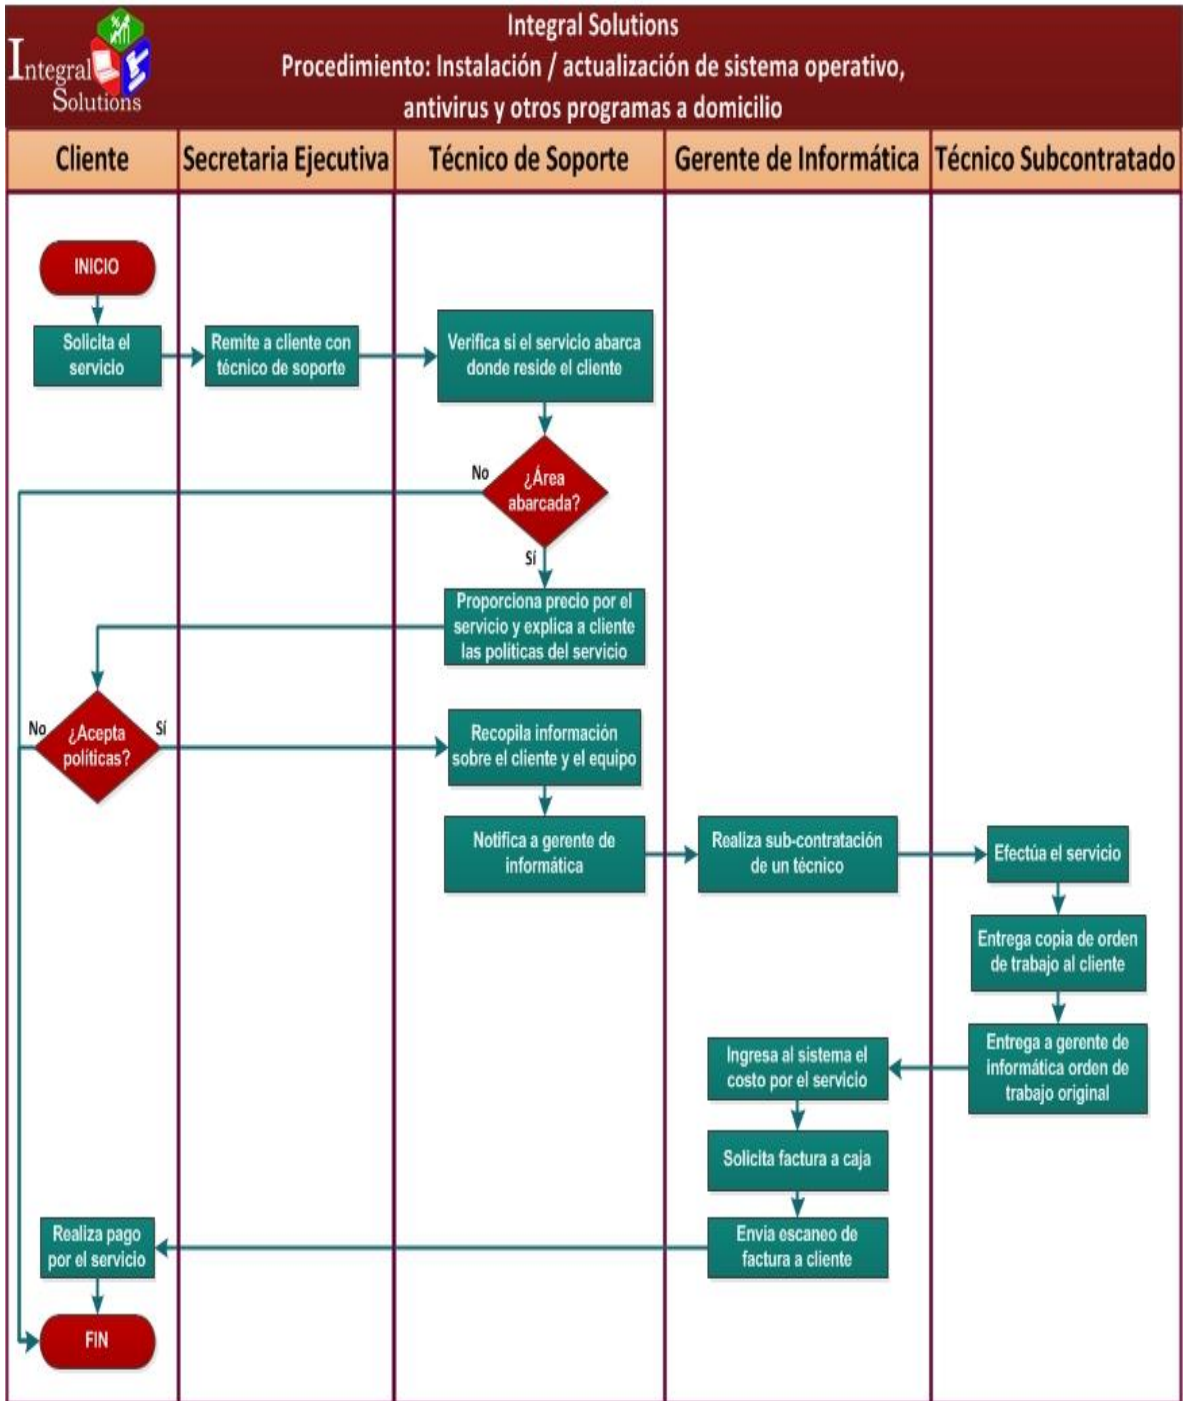 Integral
Solutions
Integral Solutions
Procedimiento: Instalación / actualización de sistema operativo,
antivirus y otros programas a domicilio
Cliente
Secretaria Ejecutiva
Técnico de Soporte
Gerente de Informática
Técnico Subcontratado
INICIO
Solicita el
servicio
Remite a cliente con
técnico de soporte
Verifica si el servicio abarca
donde reside el cliente
¿Área
abarcada?
No
Sí
Proporciona precio por el
servicio y explica a cliente
las políticas del servicio
¿Acepta
políticas?
No
Sí
Recopila información
sobre el cliente y el equipo
Notifica a gerente de
informática
Realiza sub-contratación
de un técnico
Efectúa el servicio
Entrega copia de orden
de trabajo al cliente
Entrega a gerente de
informática orden de
trabajo original
Ingresa al sistema el
costo por el servicio
Solicita factura a caja
Envia escaneo de
factura a cliente
Realiza pago
por el servicio
FIN